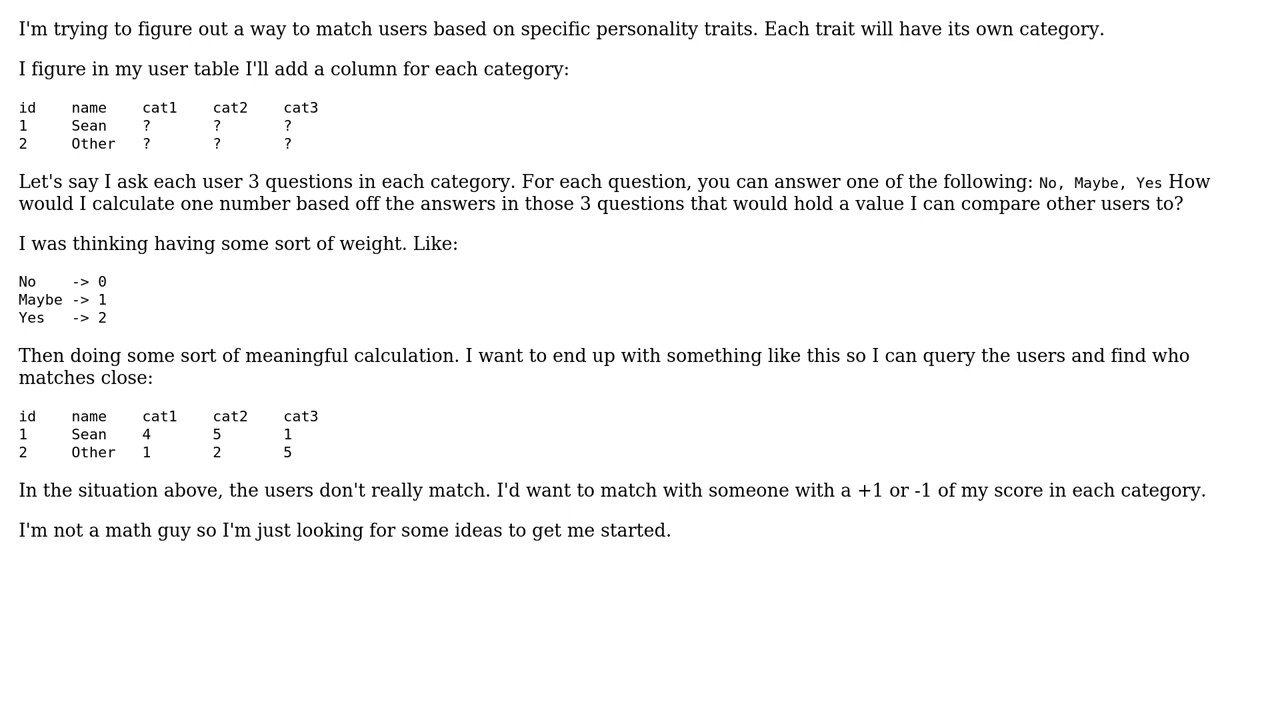 I'm trying to figure out a way to match users based on specific personality traits. Each trait will have its own category.
I figure in my user table I'll add a column for each category:
id    name    cat1    cat2    cat3
1     Sean    ?       ?       ?
2     Other   ?       ?       ?
Let's say I ask each user 3 questions in each category. For each question, you can answer one of the following: No, Maybe, Yes How
would I calculate one number based off the answers in those 3 questions that would hold a value I can compare other users to?
I was thinking having some sort of weight. Like:
No    -> 0
Maybe -> 1
Yes   -> 2
Then doing some sort of meaningful calculation. I want to end up with something like this so I can query the users and find who
matches close:
id    name    cat1    cat2    cat3
1     Sean    4       5       1
2     Other   1       2       5
In the situation above, the users don't really match. I'd want to match with someone with a +1 or -1 of my score in each category.
I'm not a math guy so I'm just looking for some ideas to get me started.